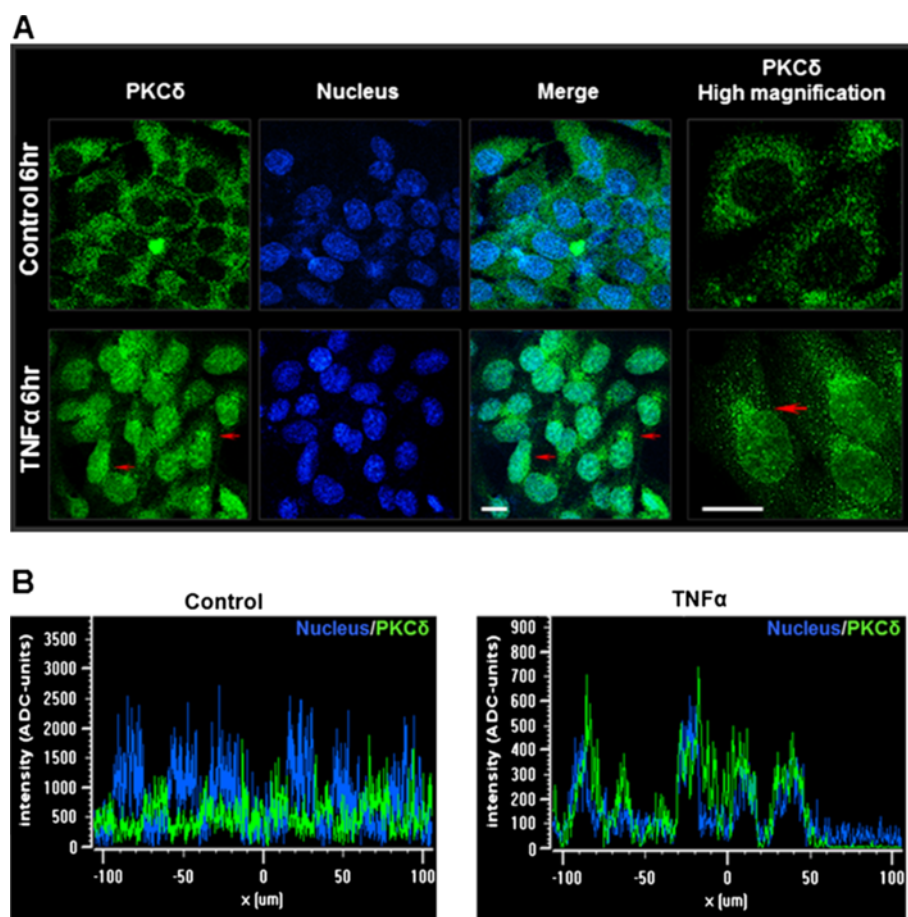 A
PKCδ Nucleus Merge PKCδ
High magnification
Control 6hr
TNFα 6hr
B
Control
Nucleus/PKCδ
intensity (ADC-units)
3500
3000
2500
2000
1500
1000
500
0
-100 -50 0 50 100
x (um)
TNFα
Nucleus/PKCδ
intensity (ADC-units)
900
800
700
600
500
400
300
200
100
0
-100 -50 0 50 100
x (um)